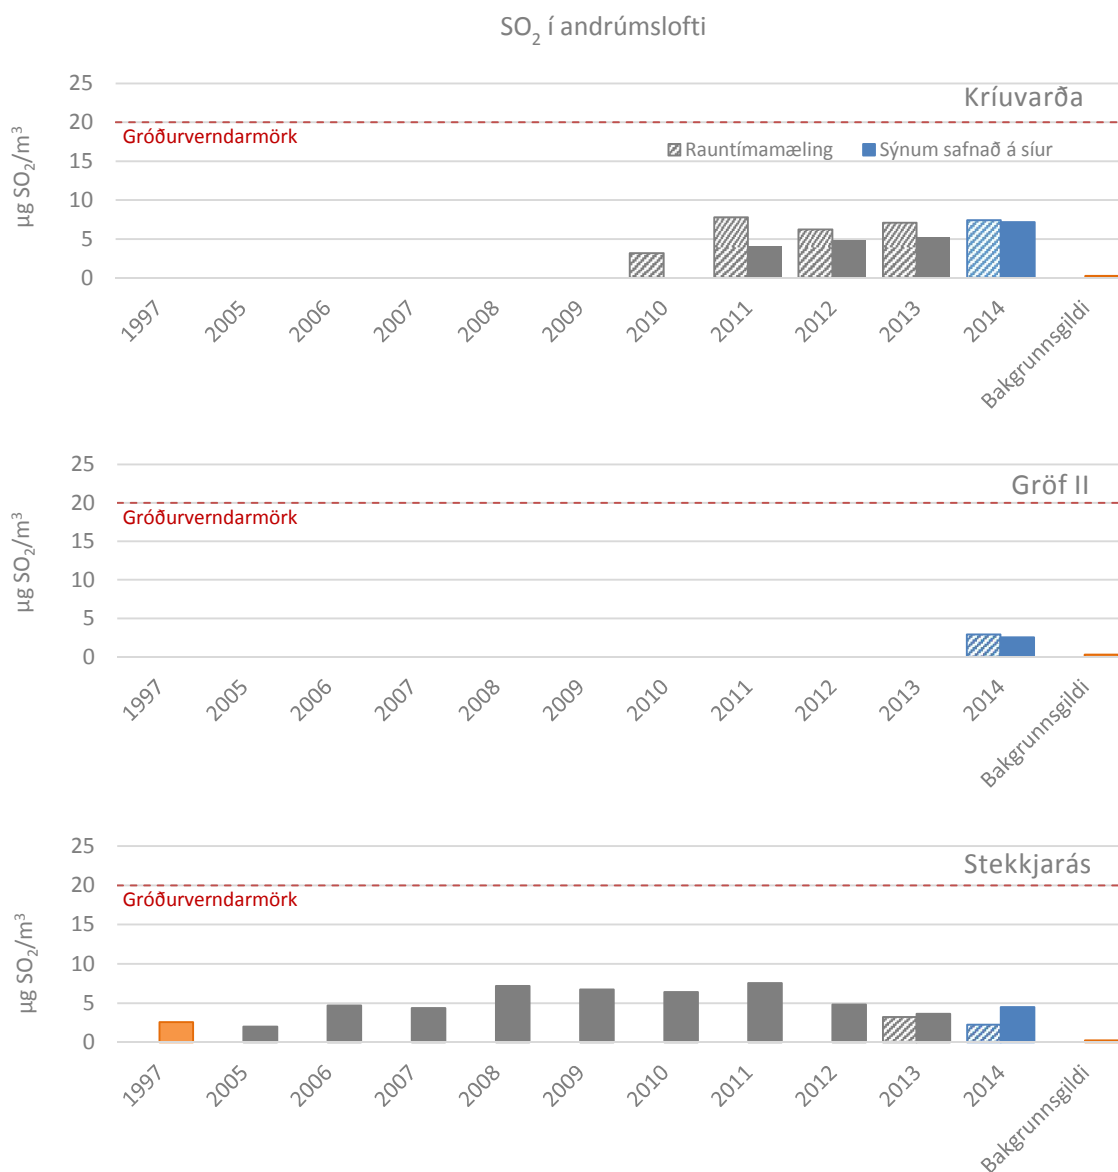 SO₂ í andrúmslofti
Kríuvarða
25
20
15
10
5
0
µg SO₂/m³
Gróðurverndarmörk
Rauntímamæling Sýnum safnað á síur
1997 2005 2006 2007 2008 2009 2010 2011 2012 2013 2014 Bakgrunnsgildi
Gröf II
25
20
15
10
5
0
µg SO₂/m³
Gróðurverndarmörk
1997 2005 2006 2007 2008 2009 2010 2011 2012 2013 2014 Bakgrunnsgildi
Stekkjarás
25
20
15
10
5
0
µg SO₂/m³
Gróðurverndarmörk
1997 2005 2006 2007 2008 2009 2010 2011 2012 2013 2014 Bakgrunnsgildi